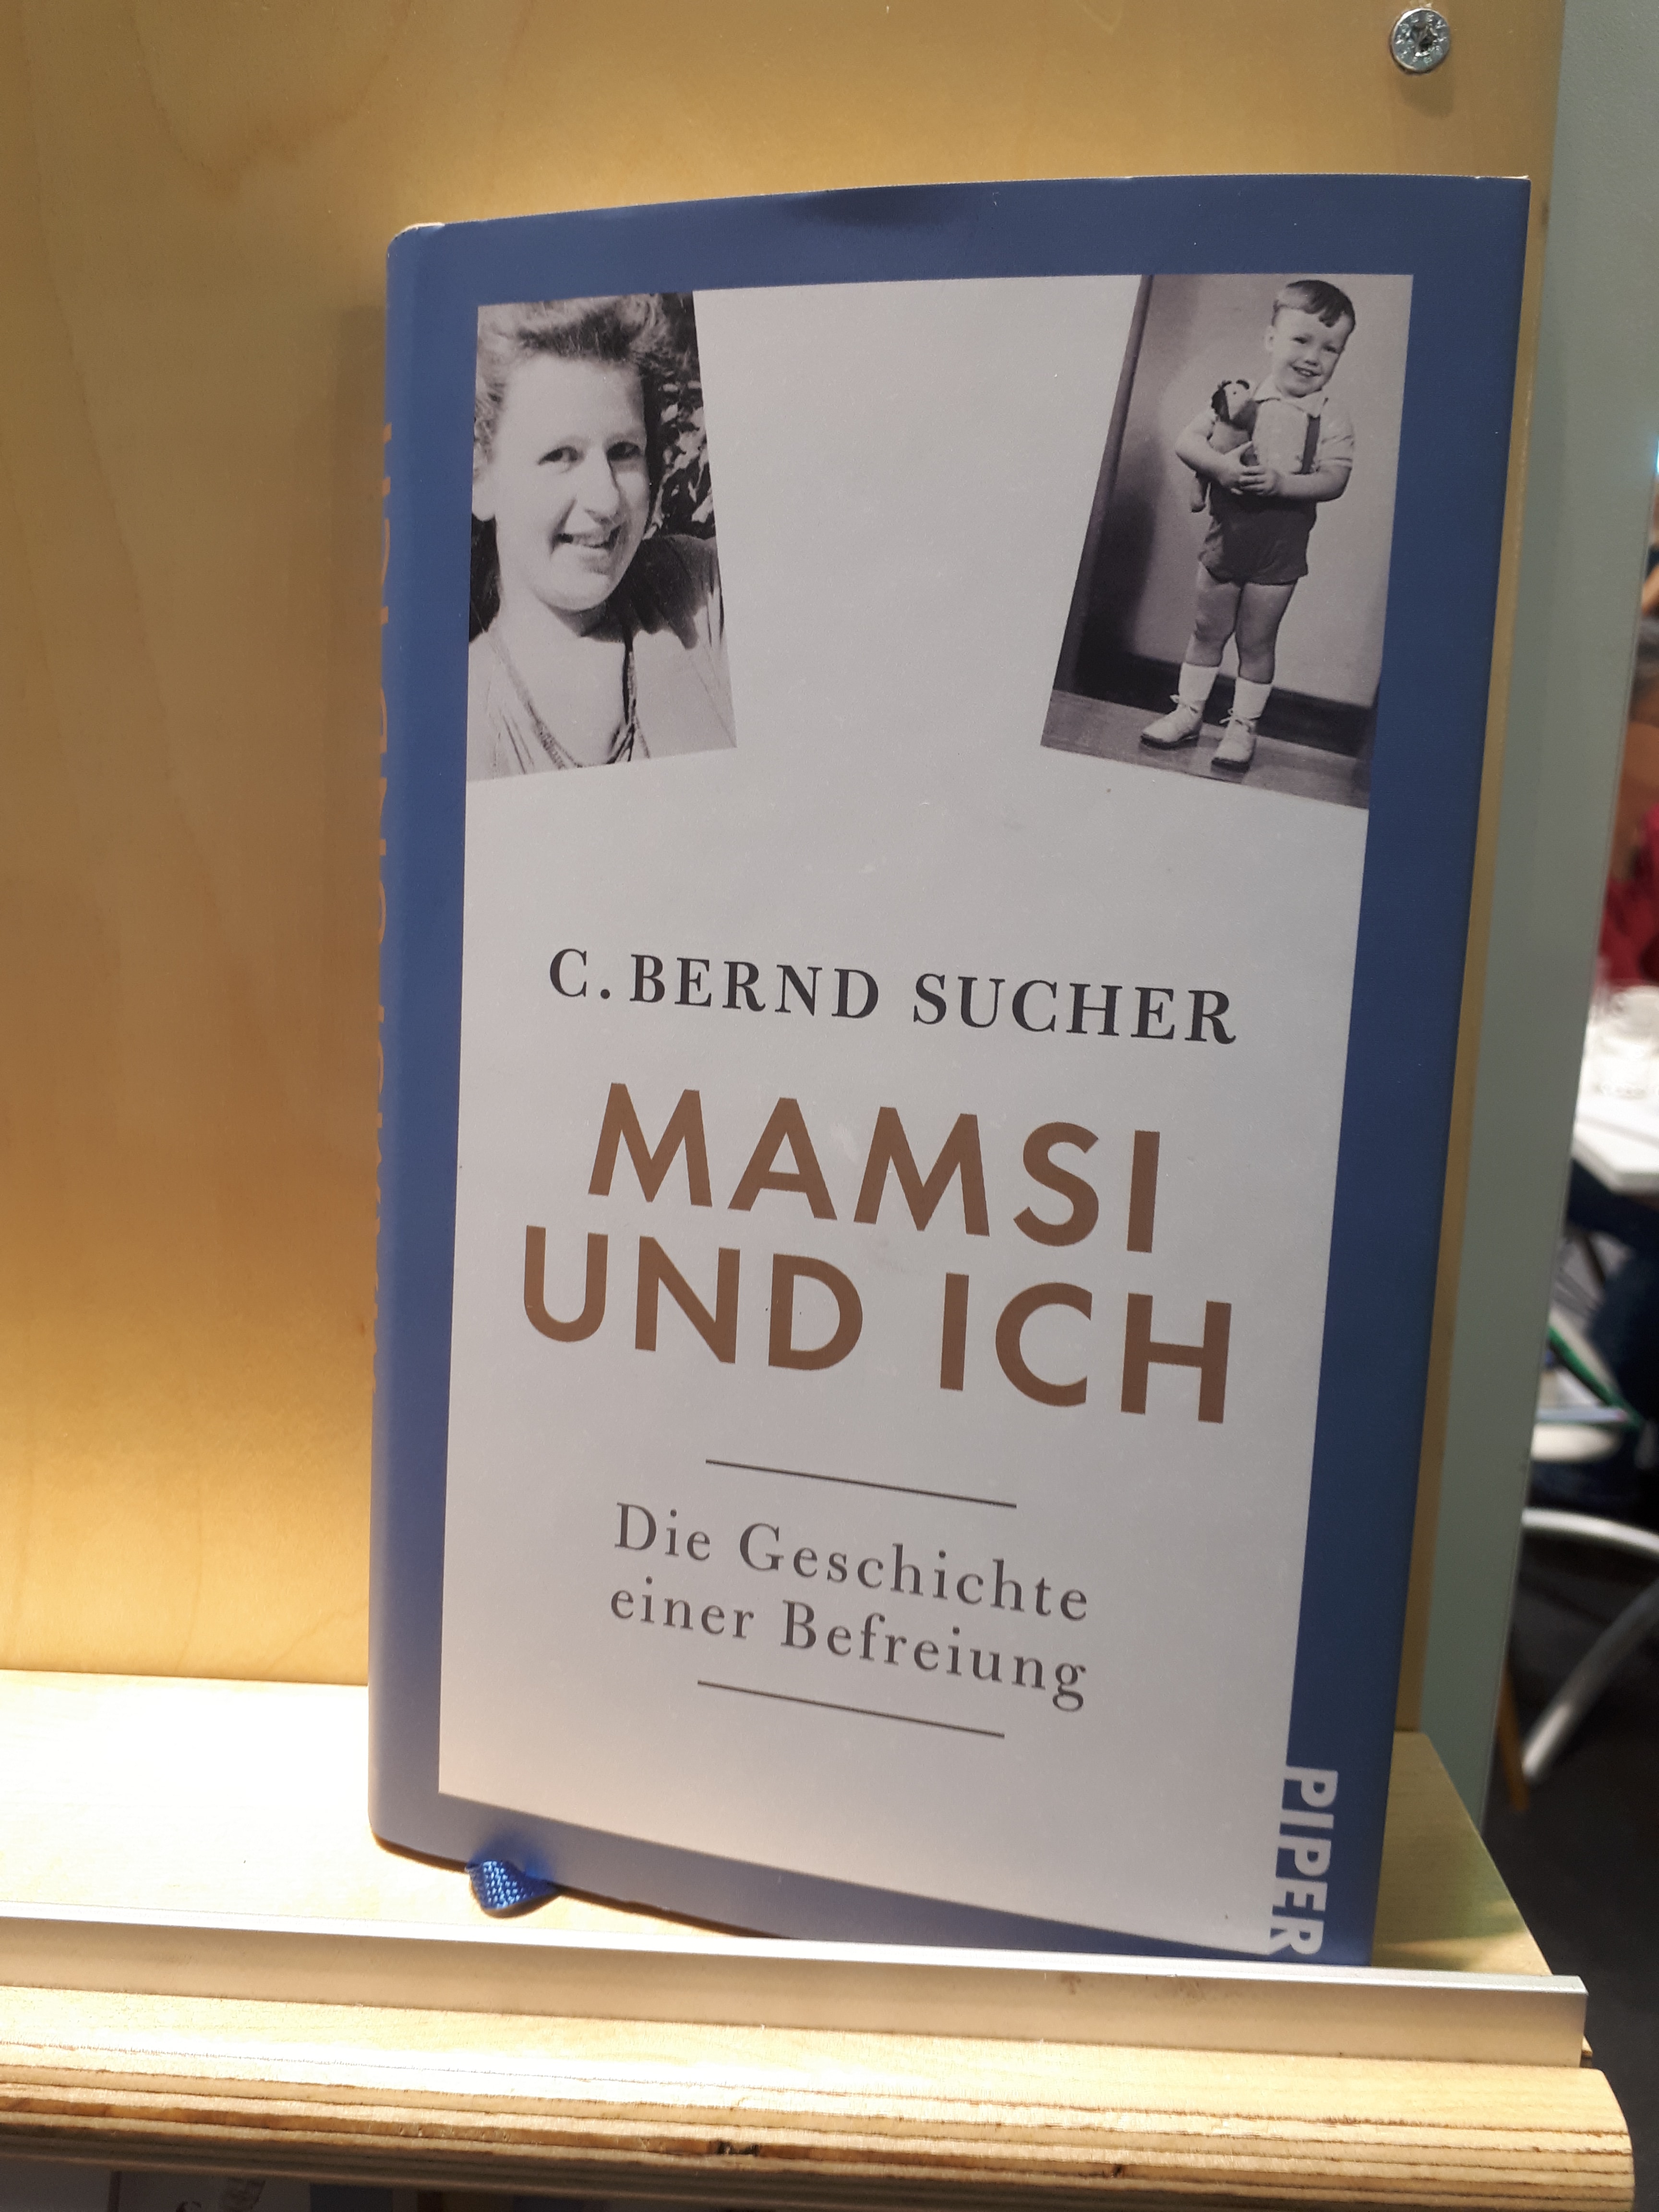 C. BERND SUCHER
MAMSI
UND ICH
Die Geschichte
einer Befreiung
PIPER